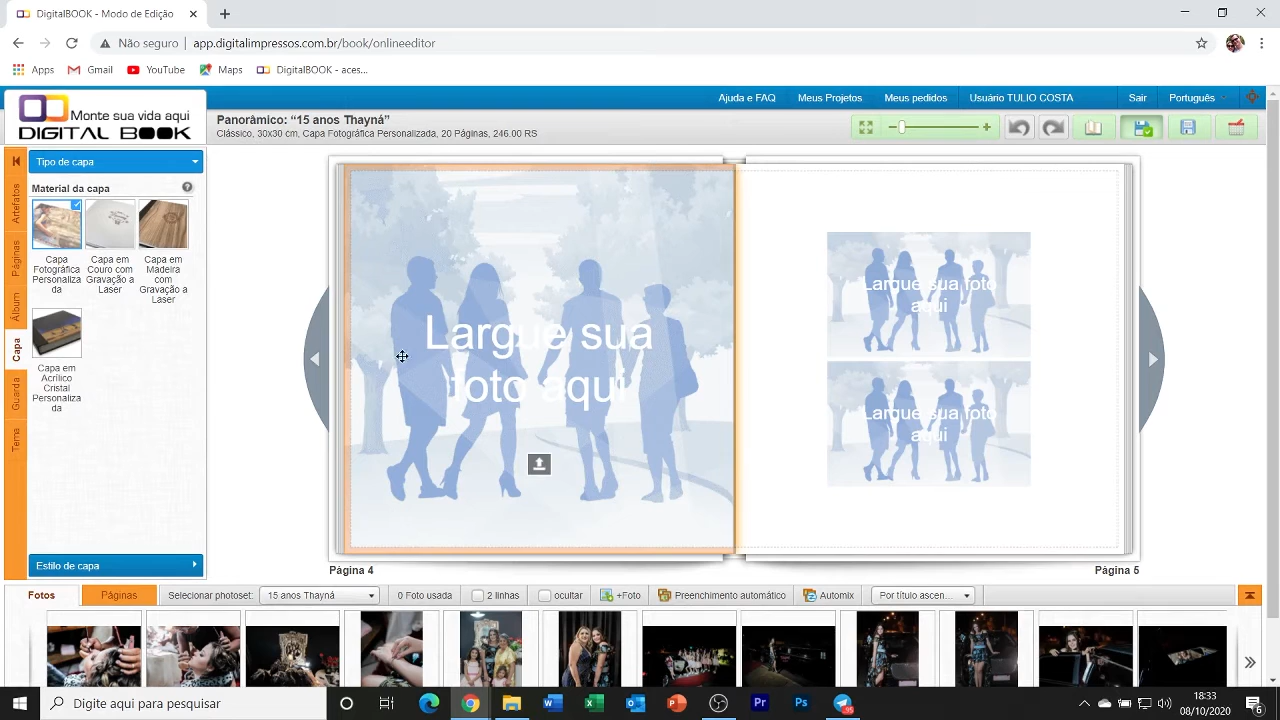 DigitalBOOK - Modo de Edição
Não seguro
app.digitalimpressos.com.br/book/onlineeditor
Apps
Gmail
YouTube
Maps
DigitalBOOK - aces...
Monte sua vida aqui
DIGITAL BOOK
Ajuda e FAQ
Meus Projetos
Meus pedidos
Usuário TULIO COSTA
Sair
Português
Panorâmico: “15 anos Thayná”
Clássico, 30x30 cm, Capa Fotográfica Personalizada, 20 Páginas, 246.00 RS
Artefatos
Páginas
Álbum
Capa
Guarda
Tema
Tipo de capa
Material da capa
Capa
Fotográfica
Personaliza
da
Capa em
Couro com
Gravação a
Laser
Capa em
Madeira
com
Gravação a
Laser
Capa em
Acrílico
Cristal
Personaliza
da
Estilo de capa
Largue sua
foto aqui
Largue sua foto
aqui
Largue sua foto
aqui
Página 4
Página 5
Fotos
Páginas
Selecionar photoset:
15 anos Thayná
0 Foto usada
2 linhas
ocultar
+Foto
Preenchimento automático
Automix
Por título ascen...
Digite aqui para pesquisar
95
18:33
08/10/2020
6